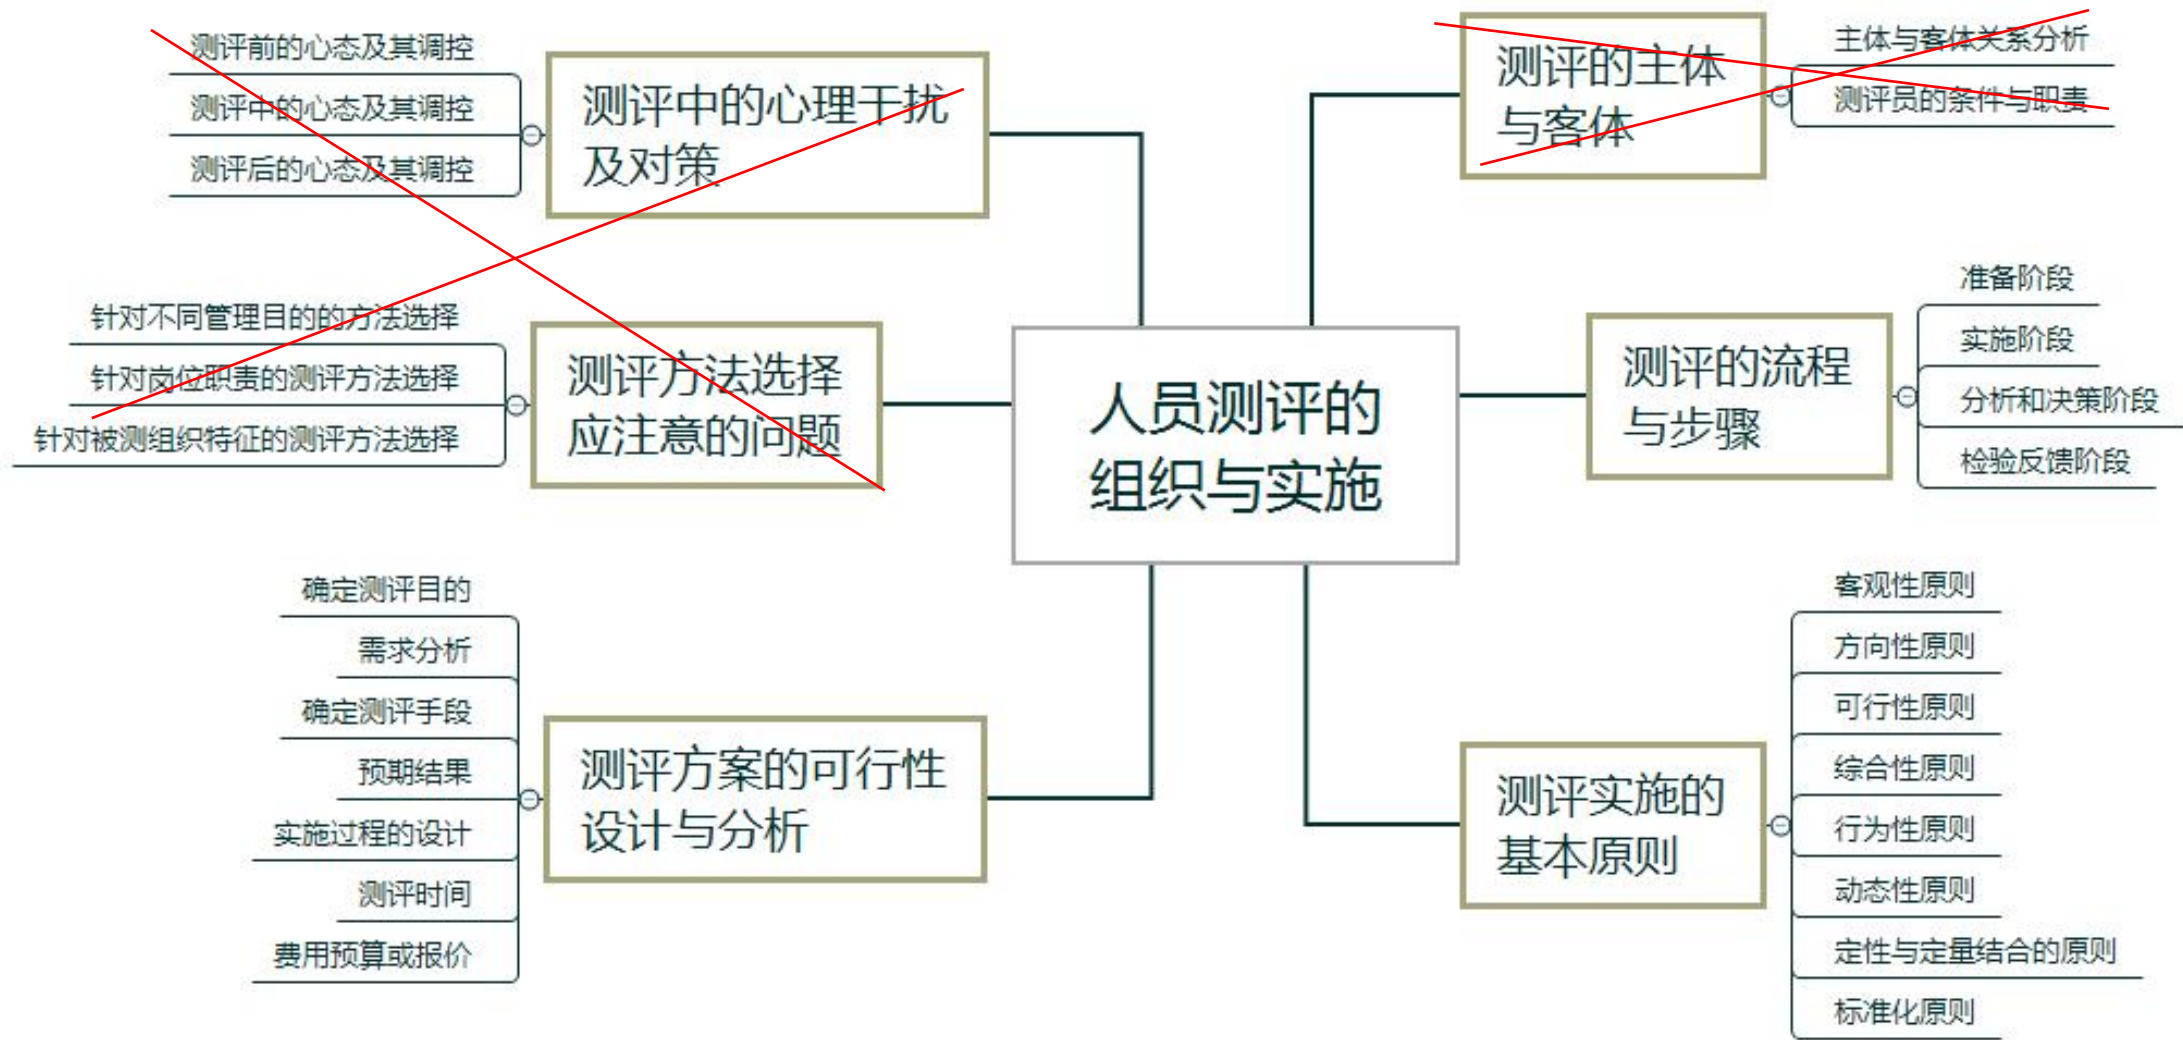 测评前的心态及其调控
测评中的心态及其调控
测评后的心态及其调控
测评中的心理干扰
及对策
针对不同管理目的的方法选择
针对岗位职责的测评方法选择
针对被测组织特征的测评方法选择
测评方法选择
应注意的问题
确定测评目的
需求分析
确定测评手段
预期结果
实施过程的设计
测评时间
费用预算或报价
测评方案的可行性
设计与分析
人员测评的
组织与实施
测评的主体
与客体
主体与客体关系分析
测评员的条件与职责
测评的流程
与步骤
准备阶段
实施阶段
分析和决策阶段
检验反馈阶段
测评实施的
基本原则
客观性原则
方向性原则
可行性原则
综合性原则
行为性原则
动态性原则
定性与定量结合的原则
标准化原则